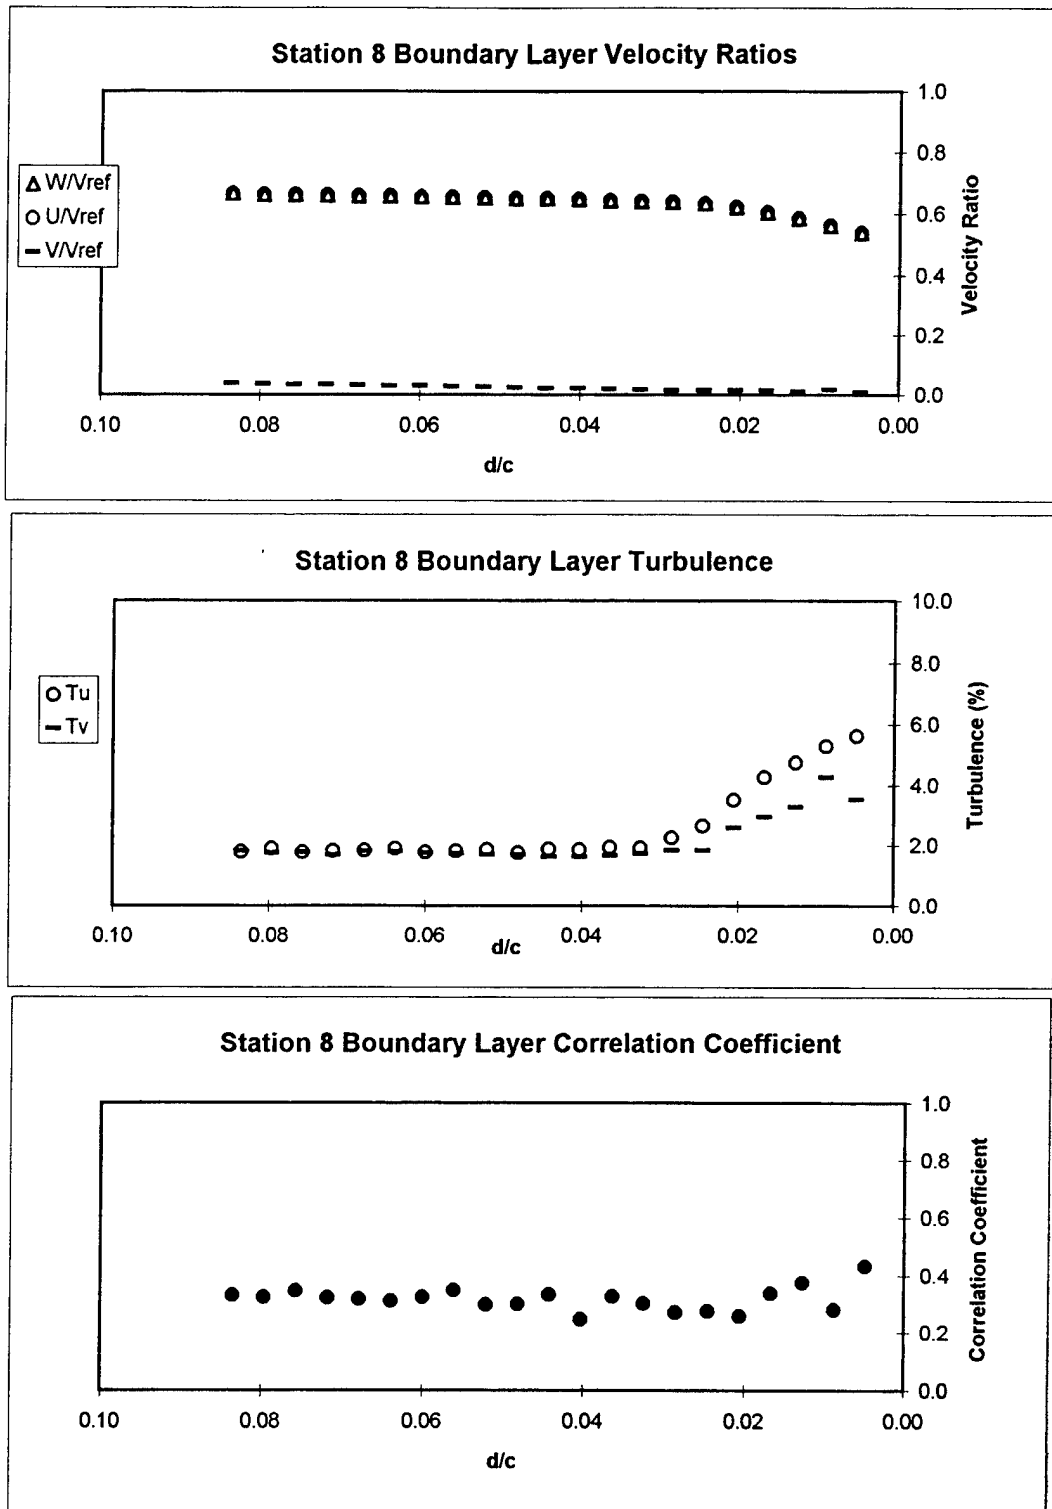 Station 8 Boundary Layer Velocity Ratios
W/Vref
U/Vref
V/Vref
1.0
0.8
0.6
0.4
0.2
0.0
Velocity Ratio
0.10 0.08 0.06 0.04 0.02 0.00
d/c
Station 8 Boundary Layer Turbulence
Tu
Tv
10.0
8.0
6.0
4.0
2.0
0.0
Turbulence (%)
0.10 0.08 0.06 0.04 0.02 0.00
d/c
Station 8 Boundary Layer Correlation Coefficient
1.0
0.8
0.6
0.4
0.2
0.0
Correlation Coefficient
0.10 0.08 0.06 0.04 0.02 0.00
d/c